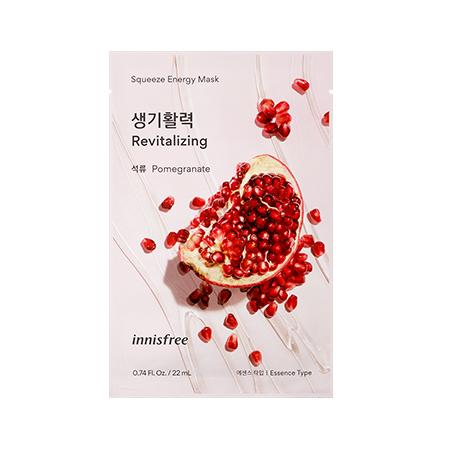 Squeeze Energy Mask
생기활력
Revitalizing
석류 Pomegranate
innisfree
0.74 Fl. Oz. / 22 mL
에센스 타입 | Essence Type